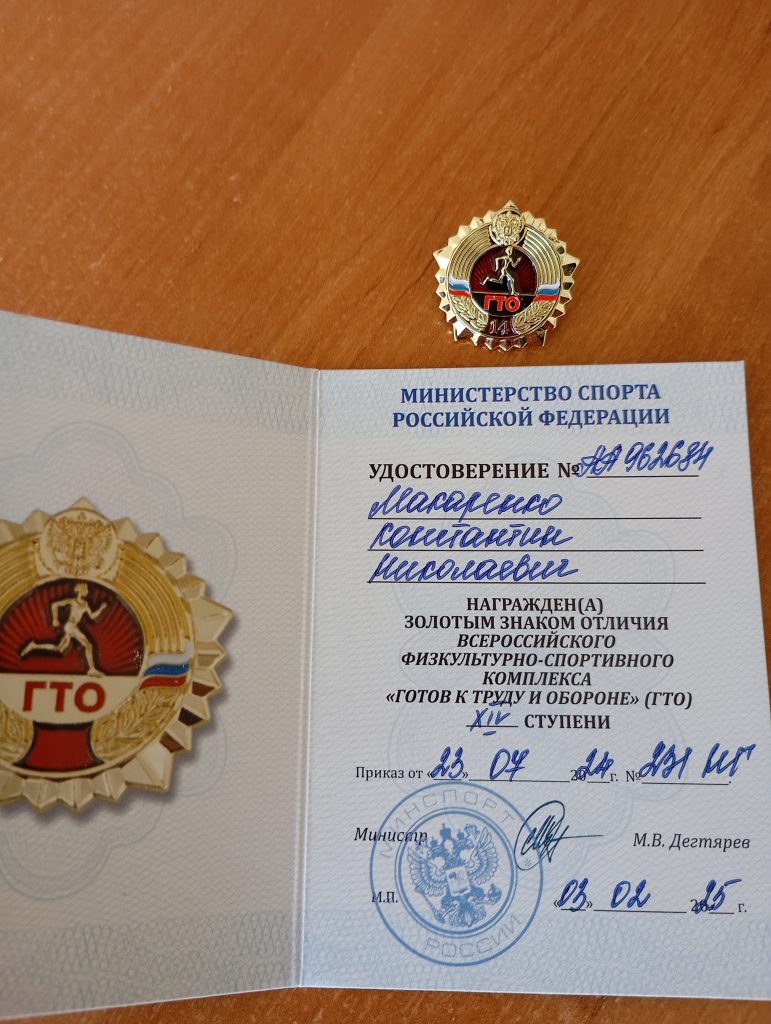 ГТО
14
ГТО
МИНИСТЕРСТВО СПОРТА
РОССИЙСКОЙ ФЕДЕРАЦИИ
УДОСТОВЕРЕНИЕ № НА 962684
Макаренко
Константин
Николаевич
НАГРАЖДЕН(А)
ЗОЛОТЫМ ЗНАКОМ ОТЛИЧИЯ
ВСЕРОССИЙСКОГО
ФИЗКУЛЬТУРНО-СПОРТИВНОГО
КОМПЛЕКСА
«ГОТОВ К ТРУДУ И ОБОРОНЕ» (ГТО)
XIV СТУПЕНИ
Приказ от «23» 07 2024 г. № 231 НГ
МИНСПОРТ
Министр М.В. Дегтярев
М.П. «03» 02 2025 г.
РОССИИ